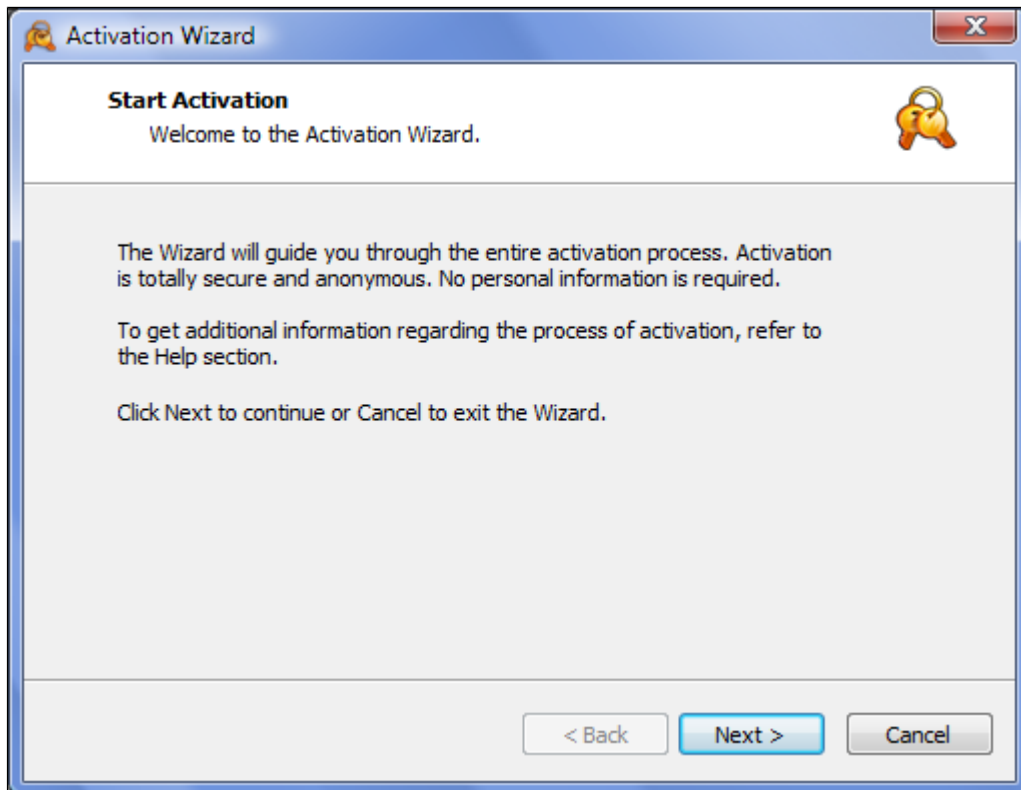 Activation Wizard
Start Activation
Welcome to the Activation Wizard.
The Wizard will guide you through the entire activation process. Activation
is totally secure and anonymous. No personal information is required.
To get additional information regarding the process of activation, refer to
the Help section.
Click Next to continue or Cancel to exit the Wizard.
< Back
Next >
Cancel